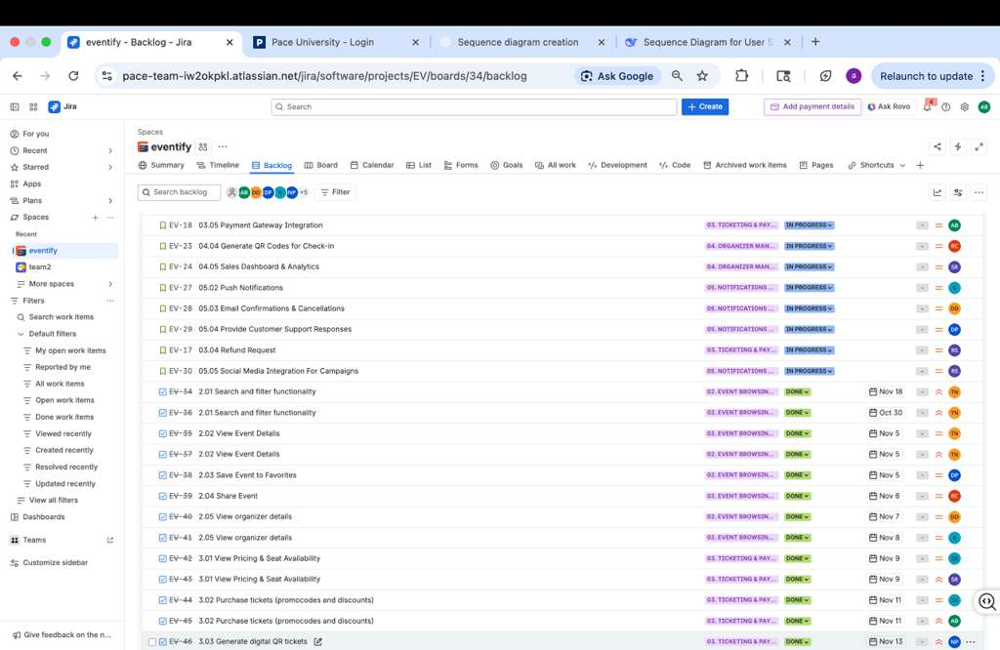 eventify - Backlog - Jira
Pace University - Login
Sequence diagram creation
Sequence Diagram for User S
pace-team-iw2okpkl.atlassian.net/jira/software/projects/EV/boards/34/backlog
Ask Google
a
Relaunch to update
Jira
Search
Create
Add payment details
Ask Rovo
4
AB
For you
Recent
Starred
Apps
Plans
Spaces
Recent
eventify
team2
More spaces
Filters
Search work items
Default filters
My open work items
Reported by me
All work items
Open work items
Done work items
Viewed recently
Created recently
Resolved recently
Updated recently
View all filters
Dashboards
Teams
Customize sidebar
Give feedback on the n...
Spaces
eventify
Summary Timeline Backlog Board Calendar List Forms Goals All work Development Code Archived work items Pages Shortcuts
Search backlog AB DD DP K NP +5 Filter
EV-18 03.05 Payment Gateway Integration 03. TICKETING & PAY... IN PROGRESS - AB
EV-23 04.04 Generate QR Codes for Check-in 04. ORGANIZER MAN... IN PROGRESS - RC
EV-24 04.05 Sales Dashboard & Analytics 04. ORGANIZER MAN... IN PROGRESS - SR
EV-27 05.02 Push Notifications 05. NOTIFICATIONS ... IN PROGRESS - K
EV-28 05.03 Email Confirmations & Cancellations 05. NOTIFICATIONS ... IN PROGRESS - DD
EV-29 05.04 Provide Customer Support Responses 05. NOTIFICATIONS ... IN PROGRESS - DP
EV-17 03.04 Refund Request 03. TICKETING & PAY... IN PROGRESS - RS
EV-30 05.05 Social Media Integration For Campaigns 05. NOTIFICATIONS ... IN PROGRESS - RS
EV-34 2.01 Search and filter functionality 02. EVENT BROWSIN... DONE Nov 18 - TN
EV-36 2.01 Search and filter functionality 02. EVENT BROWSIN... DONE Oct 30 - TN
EV-35 2.02 View Event Details 02. EVENT BROWSIN... DONE Nov 5 - TN
EV-37 2.02 View Event Details 02. EVENT BROWSIN... DONE Nov 5 - TN
EV-38 2.03 Save Event to Favorites 02. EVENT BROWSIN... DONE Nov 5 - DP
EV-39 2.04 Share Event 02. EVENT BROWSIN... DONE Nov 6 - RC
EV-40 2.05 View organizer details 02. EVENT BROWSIN... DONE Nov 7 - DD
EV-41 2.05 View organizer details 02. EVENT BROWSIN... DONE Nov 8 - K
EV-42 3.01 View Pricing & Seat Availability 03. TICKETING & PAY... DONE Nov 9 -
EV-43 3.01 View Pricing & Seat Availability 03. TICKETING & PAY... DONE Nov 9 - SR
EV-44 3.02 Purchase tickets (promocodes and discounts) 03. TICKETING & PAY... DONE Nov 11 -
EV-45 3.02 Purchase tickets (promocodes and discounts) 03. TICKETING & PAY... DONE Nov 11 - AB
EV-46 3.03 Generate digital QR tickets 03. TICKETING & PAY... DONE Nov 13 - NP